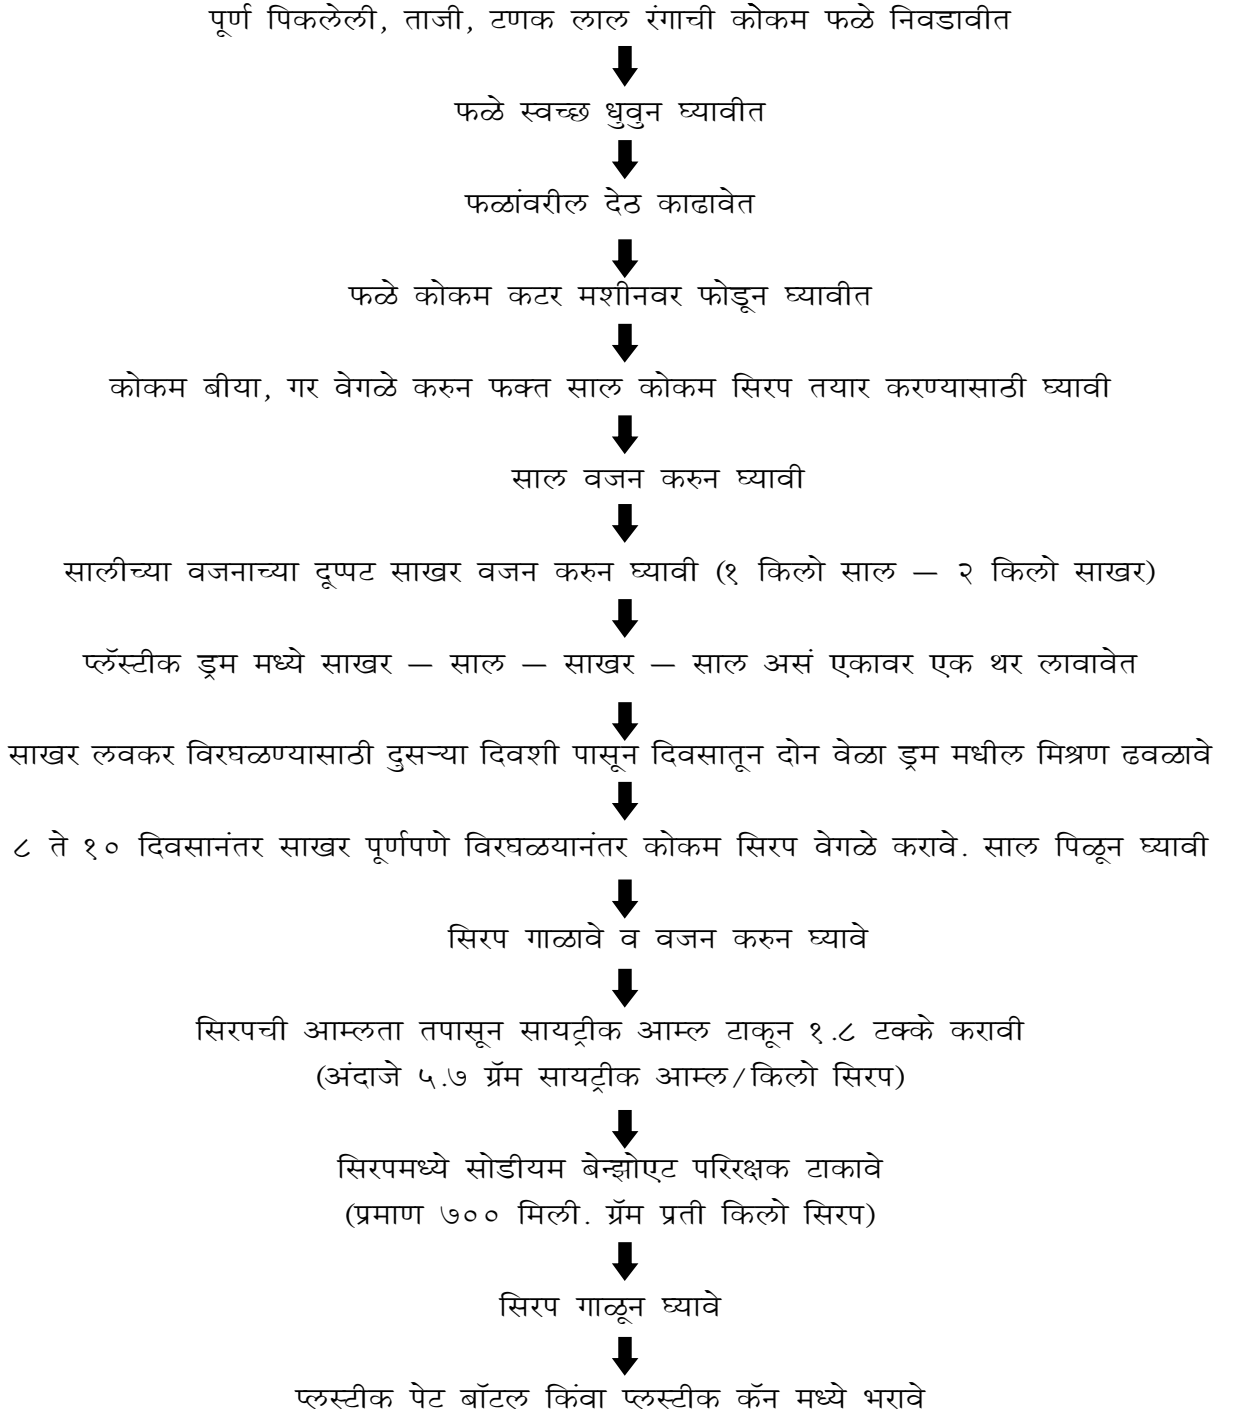 पूर्ण पिकलेली, ताजी, टणक लाल रंगाची कोकम फळे निवडावीत
फळे स्वच्छ धुवुन घ्यावीत
फळांवरील देठ काढावेत
फळे कोकम कटर मशीनवर फोडून घ्यावीत
कोकम बीया, गर वेगळे करुन फक्त साल कोकम सिरप तयार करण्यासाठी घ्यावी
साल वजन करुन घ्यावी
सालीच्या वजनाच्या दूप्पट साखर वजन करुन घ्यावी (१ किलो साल – २ किलो साखर)
प्लॅस्टीक ड्रम मध्ये साखर – साल – साखर – साल असं एकावर एक थर लावावेत
साखर लवकर विरघळण्यासाठी दुसऱ्या दिवशी पासून दिवसातून दोन वेळा ड्रम मधील मिश्रण ढवळावे
८ ते १० दिवसानंतर साखर पूर्णपणे विरघळयानंतर कोकम सिरप वेगळे करावे. साल पिळून घ्यावी
सिरप गाळावे व वजन करुन घ्यावे
सिरपची आम्लता तपासून सायट्रीक आम्ल टाकून १.८ टक्के करावी
(अंदाजे ५.७ ग्रॅम सायट्रीक आम्ल/किलो सिरप)
सिरपमध्ये सोडीयम बेन्झोएट परिरक्षक टाकावे
(प्रमाण ७०० मिली. ग्रॅम प्रती किलो सिरप)
सिरप गाळून घ्यावे
प्लस्टीक पेट बॉटल किंवा प्लस्टीक कॅन मध्ये भरावे